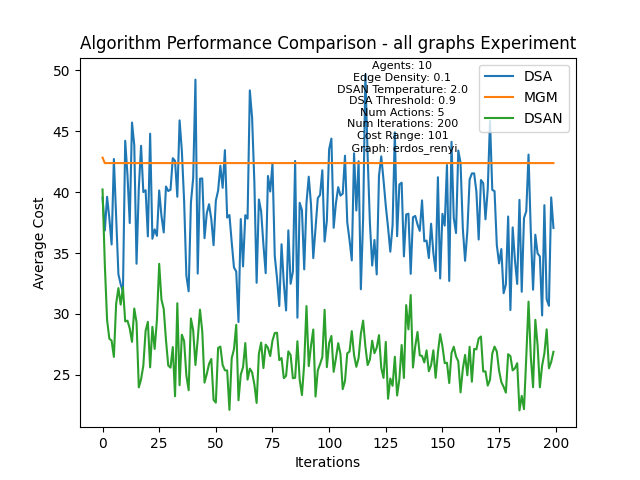 Algorithm Performance Comparison - all graphs Experiment
Agents: 10
Edge Density: 0.1
DSAN Temperature: 2.0
DSA Threshold: 0.9
Num Actions: 5
Num Iterations: 200
Cost Range: 101
Graph: erdos_renyi
DSA
MGM
DSAN
50
45
40
35
30
25
Average Cost
0 25 50 75 100 125 150 175 200
Iterations